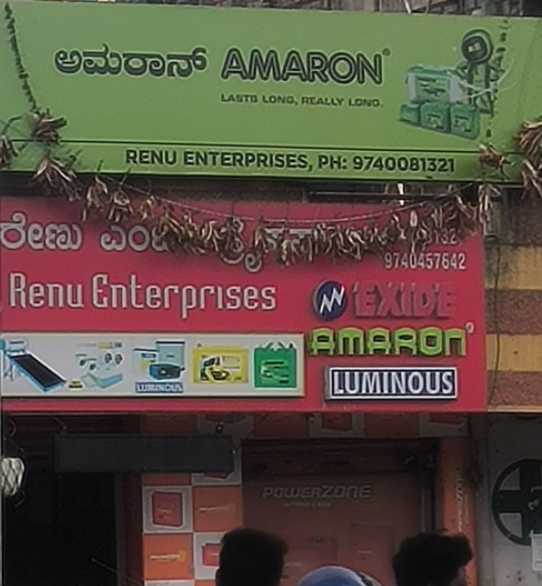 ಅಮರಾನ್ AMARON
LASTS LONG, REALLY LONG.
RENU ENTERPRISES, PH: 9740081321
ರೇಣು
9740457642
Renu Enterprises
EXIDE
AMARON
LUMINOUS
LUMINOUS
POWERZONE